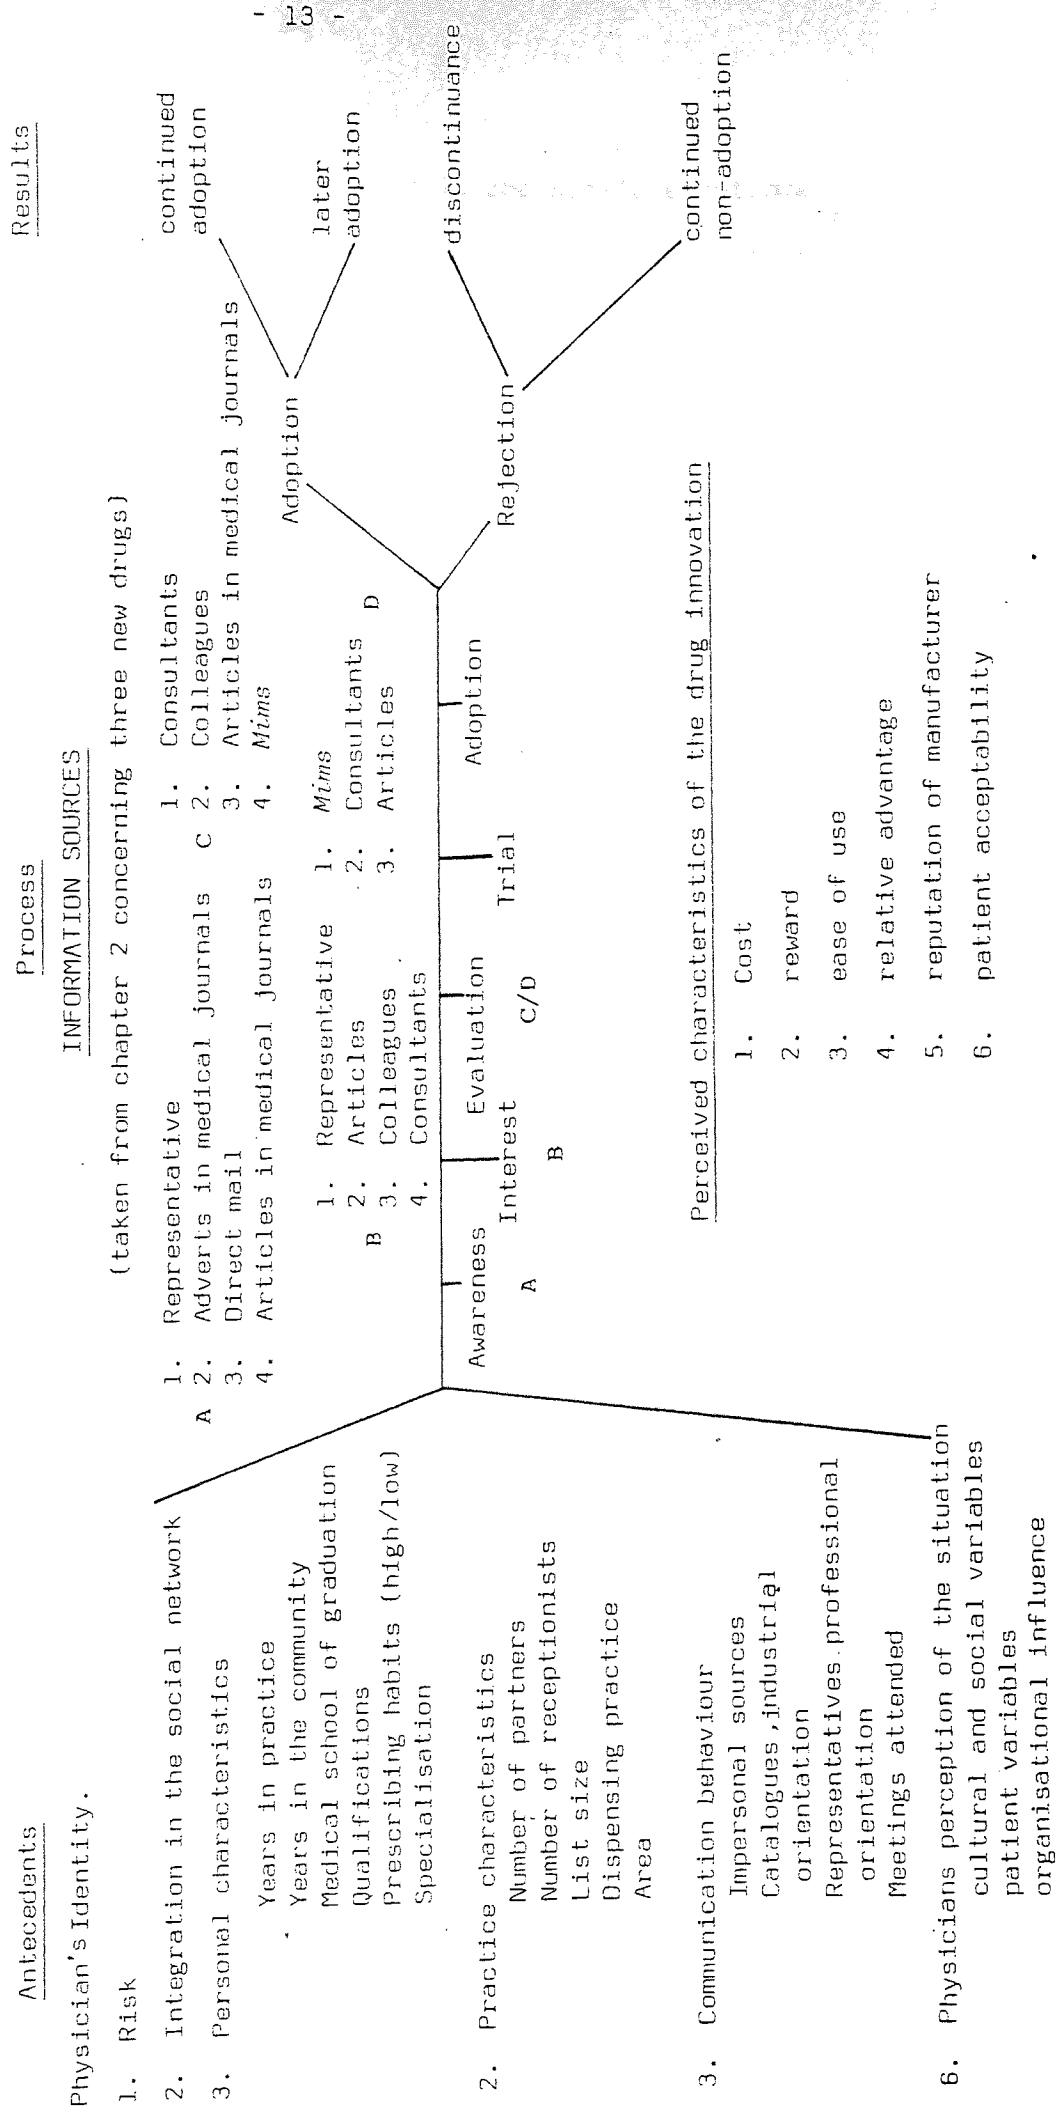 - 13 -
Antecedents
Process
Results
Physician's Identity.
1. Risk
2. Integration in the social network
3. Personal characteristics
Years in practice
Years in the community
Medical school of graduation
Qualifications
Prescribing habits (high/low)
Specialisation
2. Practice characteristics
Number of partners
Number of receptionists
List size
Dispensing practice
Area
3. Communication behaviour
Impersonal sources
Catalogues,industrial
orientation
Representatives.professional
orientation
Meetings attended
6. Physicians perception of the situation
cultural and social variables
patient variables
organisational influence
INFORMATION SOURCES
(taken from chapter 2 concerning three new drugs)
A
1. Representative
2. Adverts in medical journals
3. Direct mail
4. Articles in medical journals
C
1. Consultants
2. Colleagues
3. Articles in medical journals
4. Mims
B
1. Representative
2. Articles
3. Colleagues
4. Consultants
1. Mims
2. Consultants
3. Articles
D
Awareness
Interest
Evaluation
Trial
Adoption
A
B
C/D
Adoption
Rejection
continued
adoption
later
adoption
discontinuance
continued
non-adoption
Perceived characteristics of the drug innovation
1. Cost
2. reward
3. ease of use
4. relative advantage
5. reputation of manufacturer
6. patient acceptability